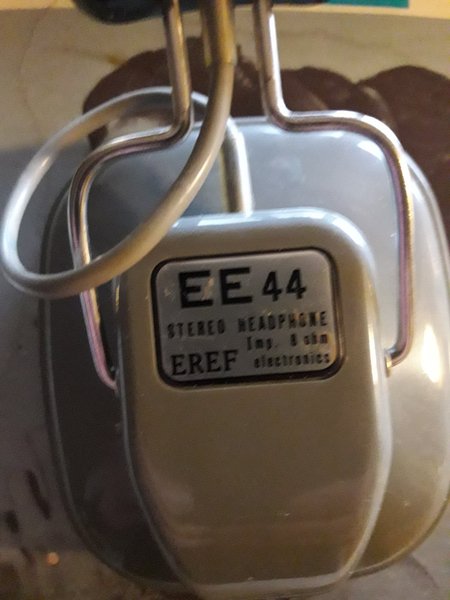 EE 44
STEREO HEADPHONE
Imp. 8 ohm
EREF electronics